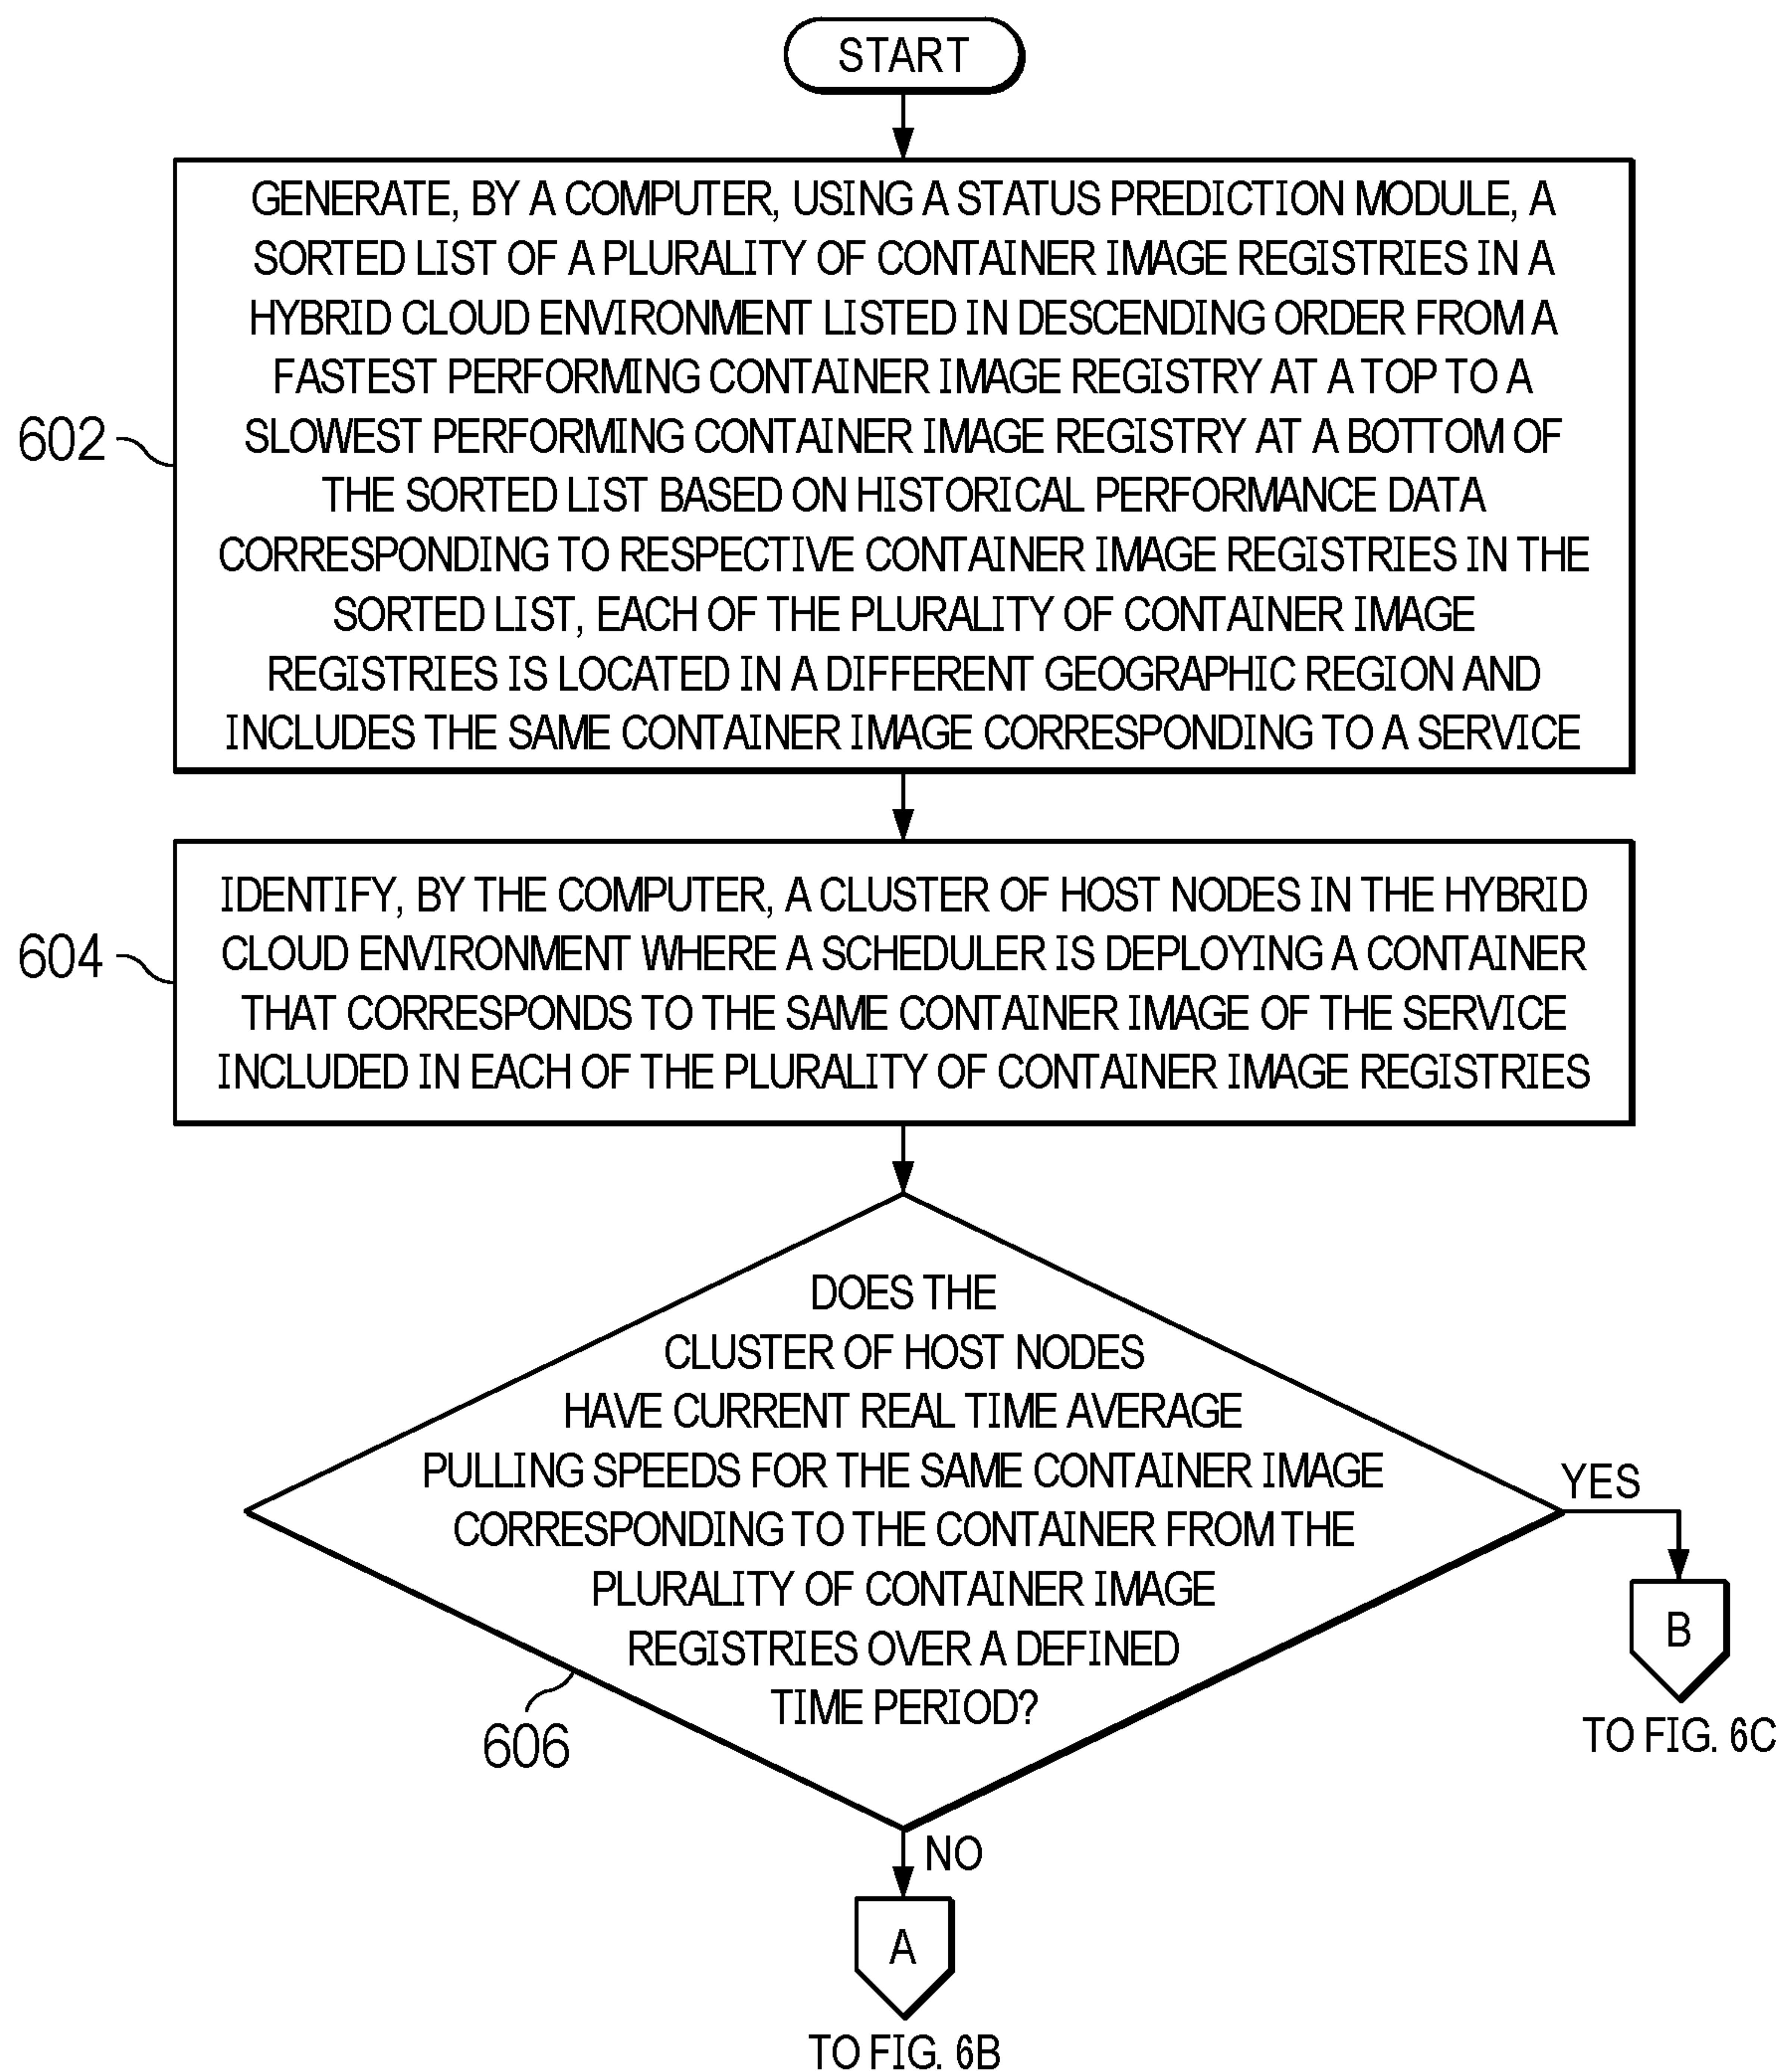 START
GENERATE, BY A COMPUTER, USING A STATUS PREDICTION MODULE, A
SORTED LIST OF A PLURALITY OF CONTAINER IMAGE REGISTRIES IN A
HYBRID CLOUD ENVIRONMENT LISTED IN DESCENDING ORDER FROM A
FASTEST PERFORMING CONTAINER IMAGE REGISTRY AT A TOP TO A
SLOWEST PERFORMING CONTAINER IMAGE REGISTRY AT A BOTTOM OF
THE SORTED LIST BASED ON HISTORICAL PERFORMANCE DATA
CORRESPONDING TO RESPECTIVE CONTAINER IMAGE REGISTRIES IN THE
SORTED LIST, EACH OF THE PLURALITY OF CONTAINER IMAGE
REGISTRIES IS LOCATED IN A DIFFERENT GEOGRAPHIC REGION AND
INCLUDES THE SAME CONTAINER IMAGE CORRESPONDING TO A SERVICE
602
IDENTIFY, BY THE COMPUTER, A CLUSTER OF HOST NODES IN THE HYBRID
CLOUD ENVIRONMENT WHERE A SCHEDULER IS DEPLOYING A CONTAINER
THAT CORRESPONDS TO THE SAME CONTAINER IMAGE OF THE SERVICE
INCLUDED IN EACH OF THE PLURALITY OF CONTAINER IMAGE REGISTRIES
604
DOES THE
CLUSTER OF HOST NODES
HAVE CURRENT REAL TIME AVERAGE
PULLING SPEEDS FOR THE SAME CONTAINER IMAGE
CORRESPONDING TO THE CONTAINER FROM THE
PLURALITY OF CONTAINER IMAGE
REGISTRIES OVER A DEFINED
TIME PERIOD?
606
YES
B
TO FIG. 6C
NO
A
TO FIG. 6B